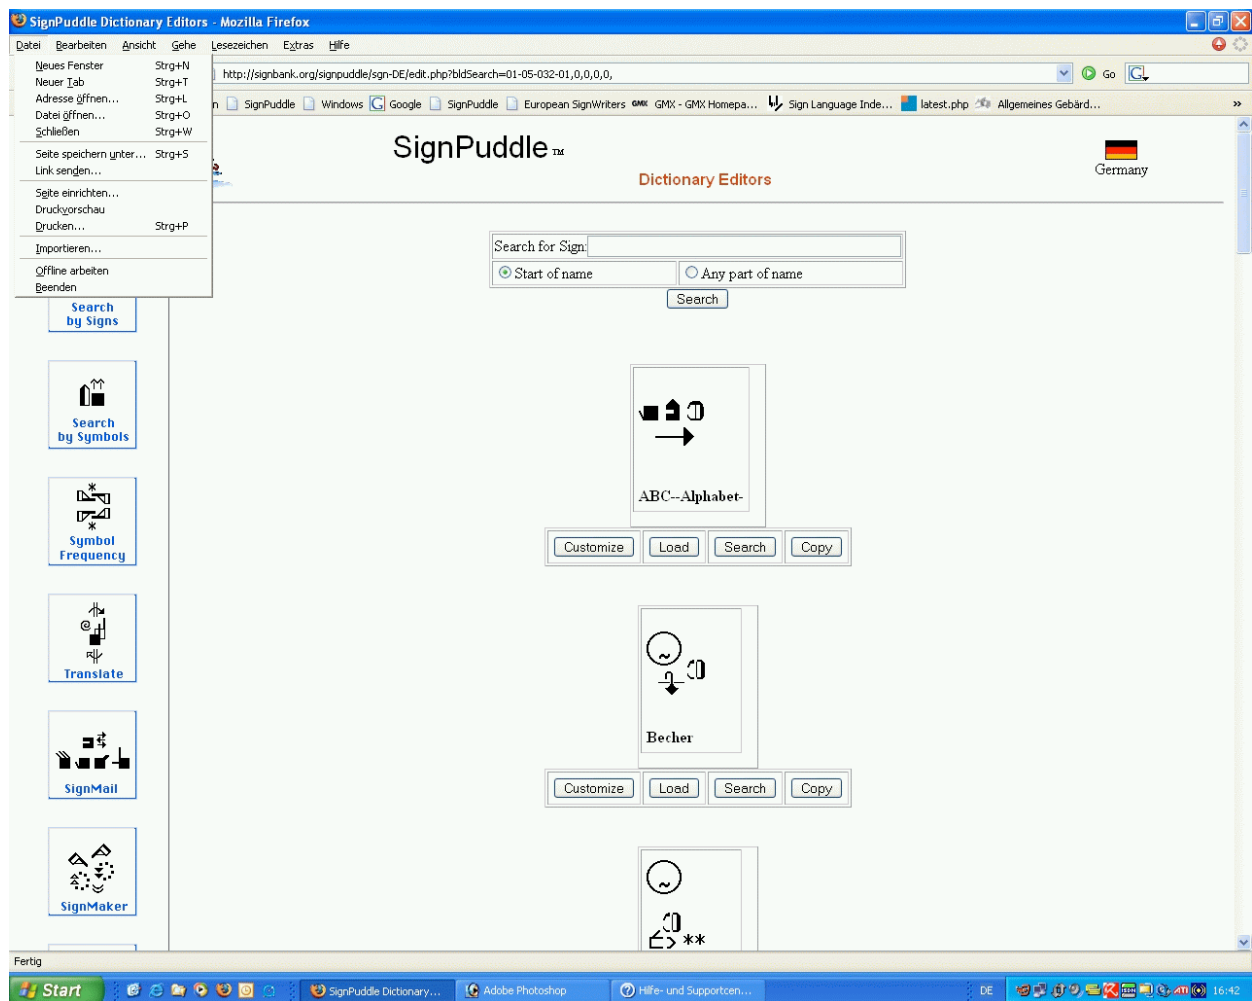 SignPuddle Dictionary Editors - Mozilla Firefox
Datei Bearbeiten Ansicht Gehe Lesezeichen Extras Hilfe
Neues Fenster Strg+N
Neuer Tab Strg+T
Adresse öffnen... Strg+L
Datei öffnen... Strg+O
Schließen Strg+W
Seite speichern unter... Strg+S
Link senden...
Seite einrichten...
Druckvorschau
Drucken... Strg+P
Importieren...
Offline arbeiten
Beenden
http://signbank.org/signpuddle/sgn-DE/edit.php?bldSearch=01-05-032-01,0,0,0,0, Go G
n SignPuddle Windows G Google SignPuddle European SignWriters GMX GMX - GMX Homepa... Sign Language Inde... latest.php Allgemeines Gebärd... »
SignPuddle TM
Dictionary Editors
Germany
Search for Sign:
Start of name Any part of name
Search
Search
by Signs
Search
by Symbols
Symbol
Frequency
Translate
SignMail
SignMaker
ABC--Alphabet-
Customize Load Search Copy
Becher
Customize Load Search Copy
**
Fertig
Start SignPuddle Dictionary... Adobe Photoshop Hilfe- und Supportcen... DE 16:42